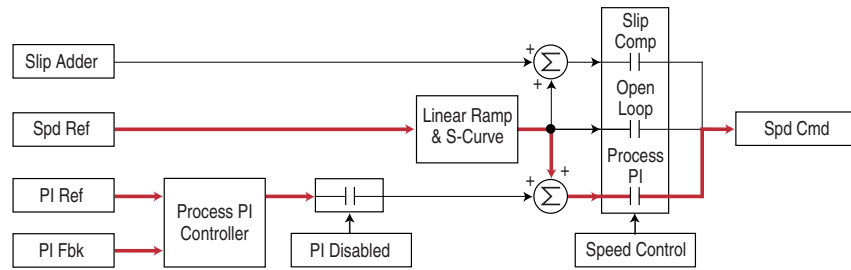 Slip Adder
Spd Ref
PI Ref
PI Fbk
Process PI
Controller
Linear Ramp
& S-Curve
PI Disabled
+
+
Σ
+
+
Σ
Slip
Comp
Open
Loop
Process
PI
Speed Control
Spd Cmd